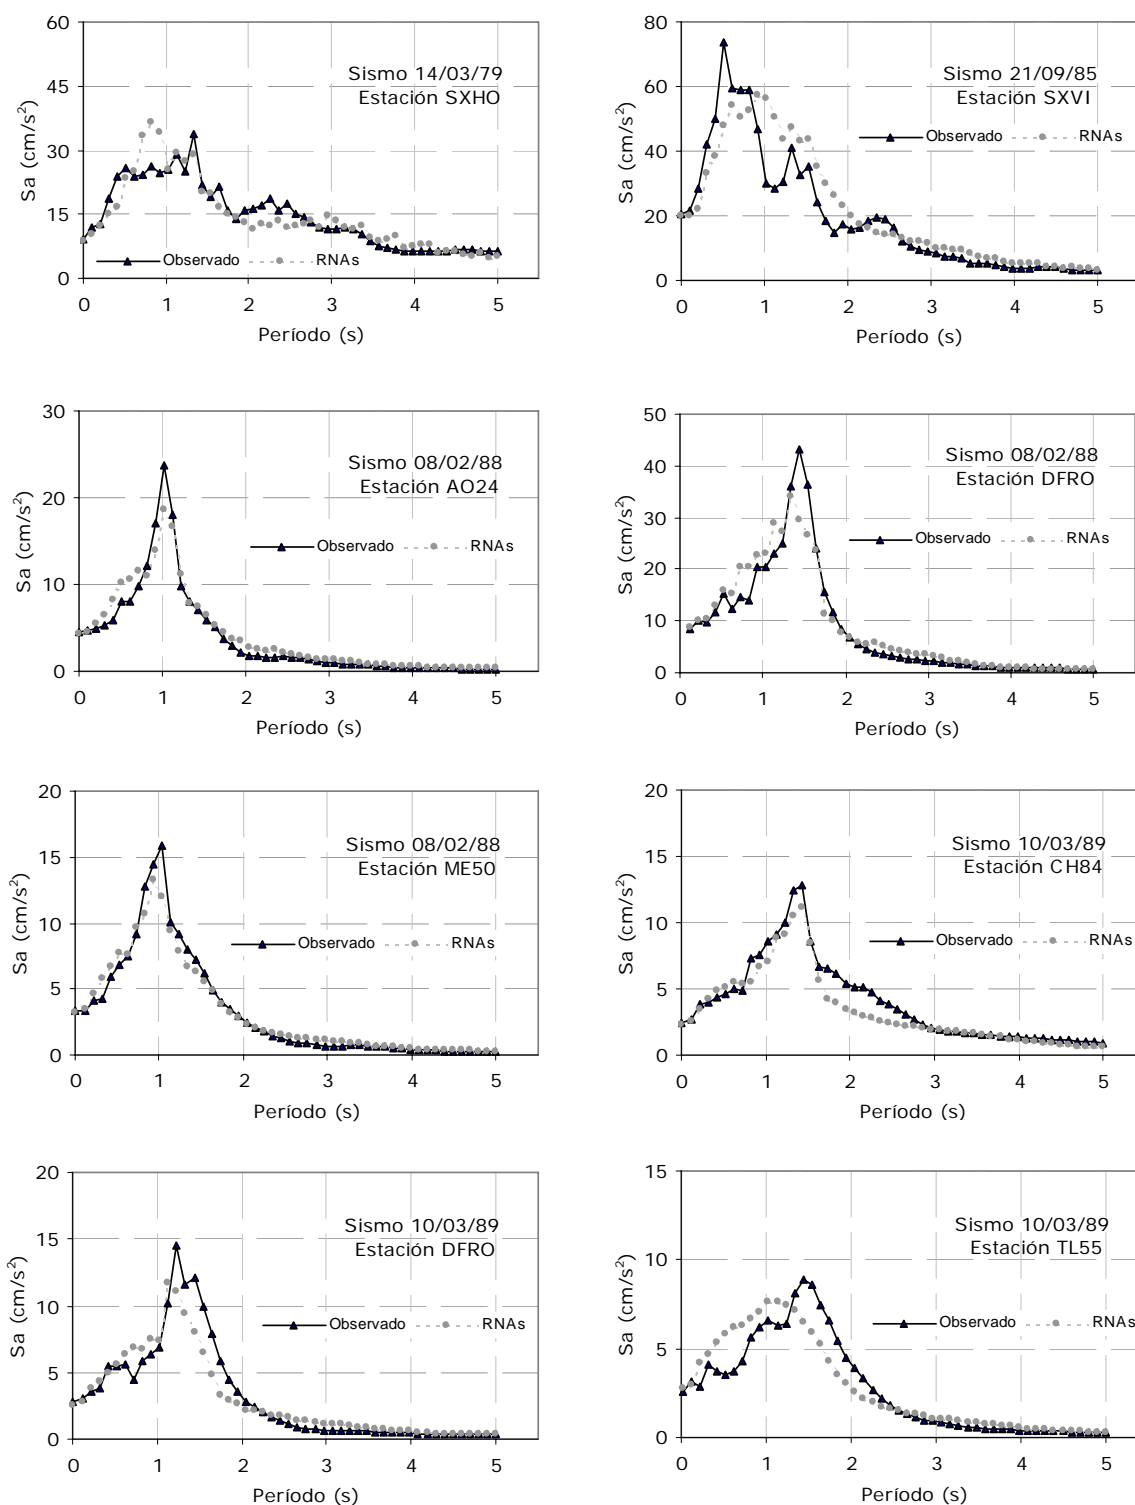 60
45
30
15
0
Sa (cm/s²)
Sismo 14/03/79
Estación SXHO
Observado
RNAs
0 1 2 3 4 5
Período (s)
80
60
40
20
0
Sa (cm/s²)
Sismo 21/09/85
Estación SXVI
Observado
RNAs
0 1 2 3 4 5
Período (s)
30
20
10
0
Sa (cm/s²)
Sismo 08/02/88
Estación AO24
Observado
RNAs
0 1 2 3 4 5
Período (s)
50
40
30
20
10
0
Sa (cm/s²)
Sismo 08/02/88
Estación DFRO
Observado
RNAs
0 1 2 3 4 5
Período (s)
20
15
10
5
0
Sa (cm/s²)
Sismo 08/02/88
Estación ME50
Observado
RNAs
0 1 2 3 4 5
Período (s)
20
15
10
5
0
Sa (cm/s²)
Sismo 10/03/89
Estación CH84
Observado
RNAs
0 1 2 3 4 5
Período (s)
20
15
10
5
0
Sa (cm/s²)
Sismo 10/03/89
Estación DFRO
Observado
RNAs
0 1 2 3 4 5
Período (s)
15
10
5
0
Sa (cm/s²)
Sismo 10/03/89
Estación TL55
Observado
RNAs
0 1 2 3 4 5
Período (s)